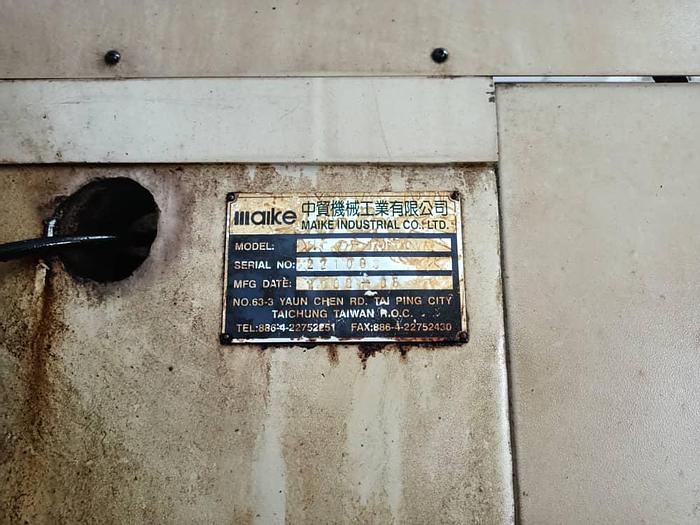 maike 中貿機械工業有限公司
MAIKE INDUSTRIAL CO., LTD.
MODEL:
SERIAL NO:
MFG DATE:
NO.63-3 YAUN CHEN RD. TAI PING CITY
TAICHUNG TAIWAN R.O.C.
TEL:886-4-22752251 FAX:886-4-22752430